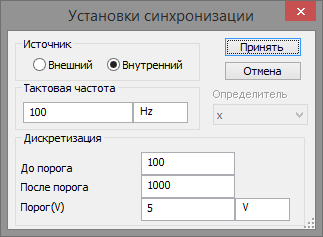 Установки синхронизации
Источник
Внешний Внутренний
Принять
Отмена
Тактовая частота
100 Hz
Определитель
x
Дискретизация
До порога 100
После порога 1000
Порог(V) 5 V